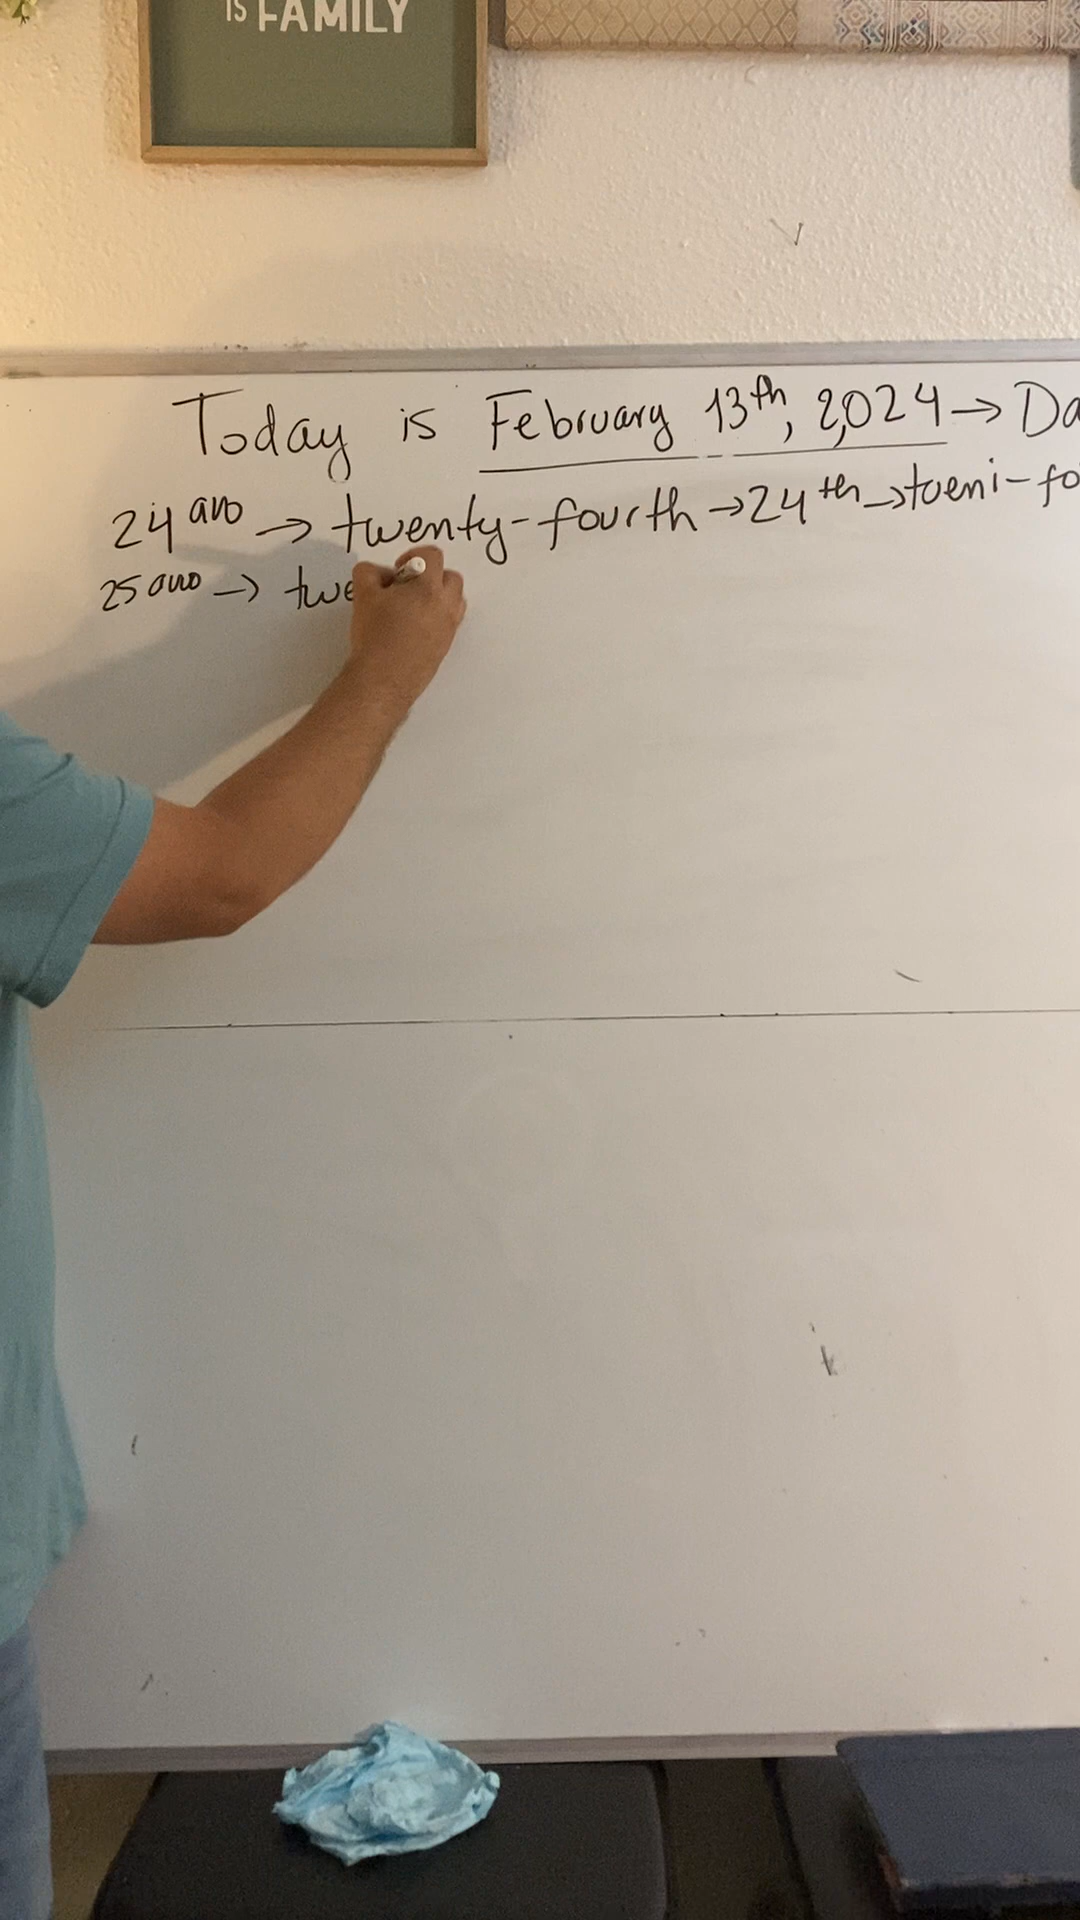 IS FAMILY
Today is February 13th, 2,024 → Da
24 avo → twenty-fourth → 24th → tueni-fo
25 avo → twe